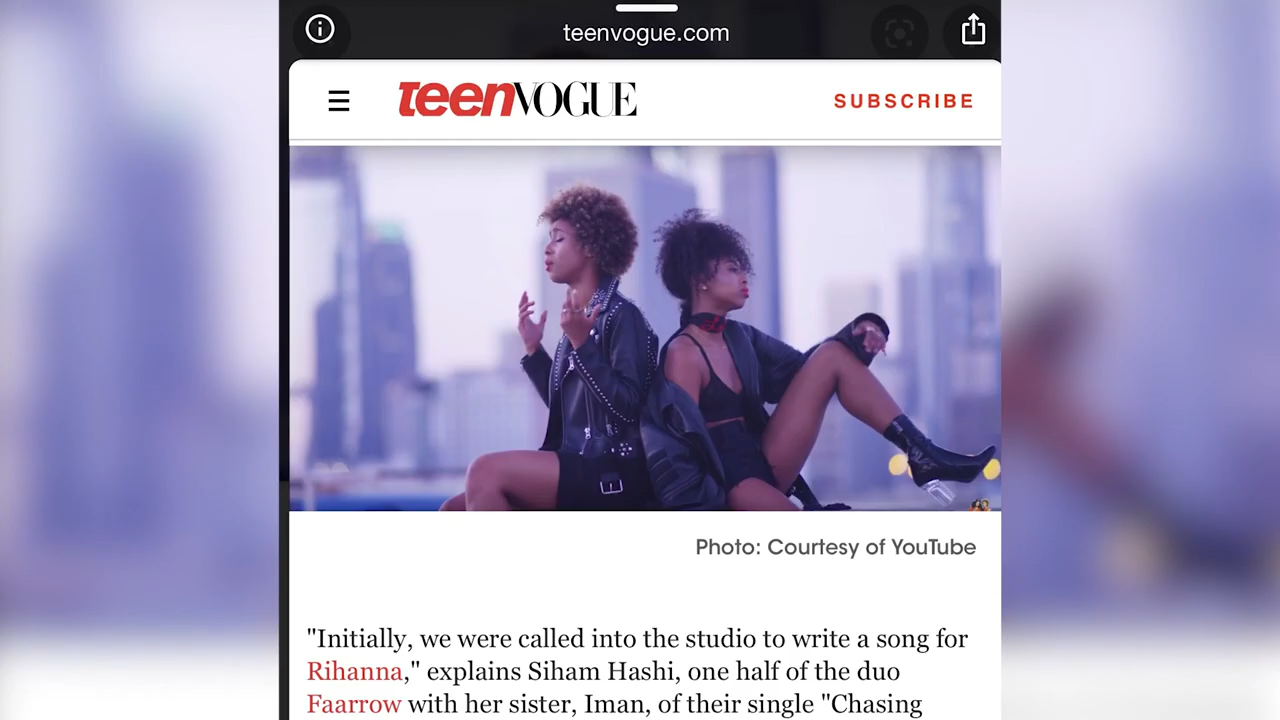 teenvogue.com
teenVOGUE
SUBSCRIBE
Photo: Courtesy of YouTube
"Initially, we were called into the studio to write a song for
Rihanna," explains Siham Hashi, one half of the duo
Faarrow with her sister, Iman, of their single "Chasing